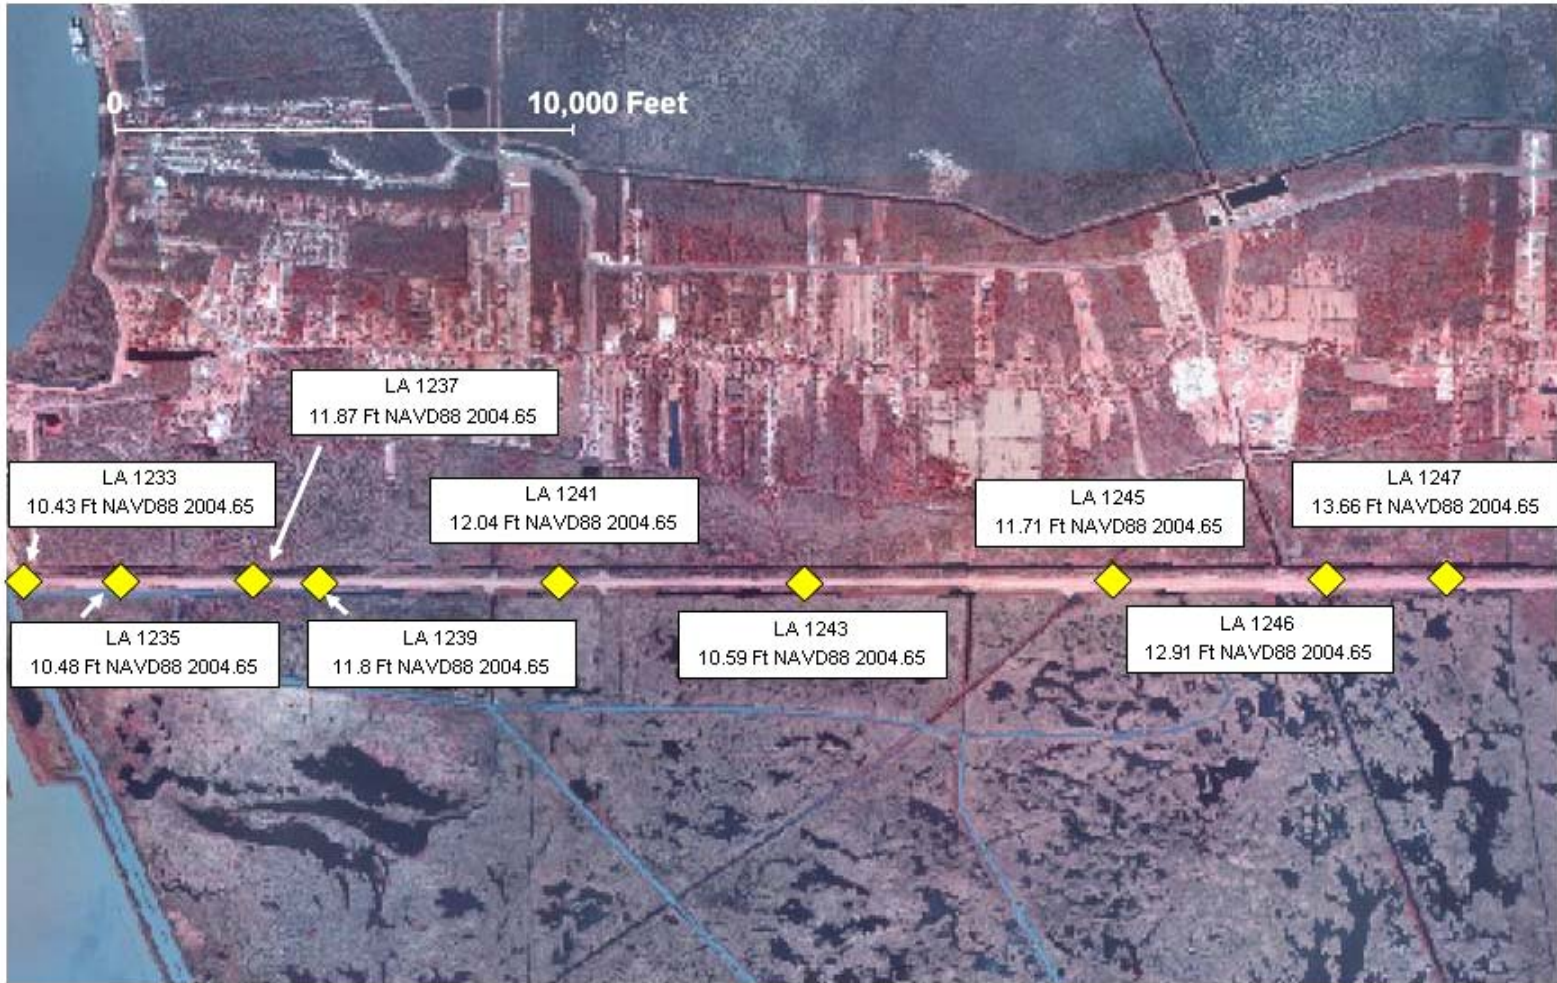 0
10,000 Feet
LA 1237
11.87 Ft NAVD88 2004.65
LA 1233
10.43 Ft NAVD88 2004.65
LA 1241
12.04 Ft NAVD88 2004.65
LA 1245
11.71 Ft NAVD88 2004.65
LA 1247
13.66 Ft NAVD88 2004.65
LA 1235
10.48 Ft NAVD88 2004.65
LA 1239
11.8 Ft NAVD88 2004.65
LA 1243
10.59 Ft NAVD88 2004.65
LA 1246
12.91 Ft NAVD88 2004.65